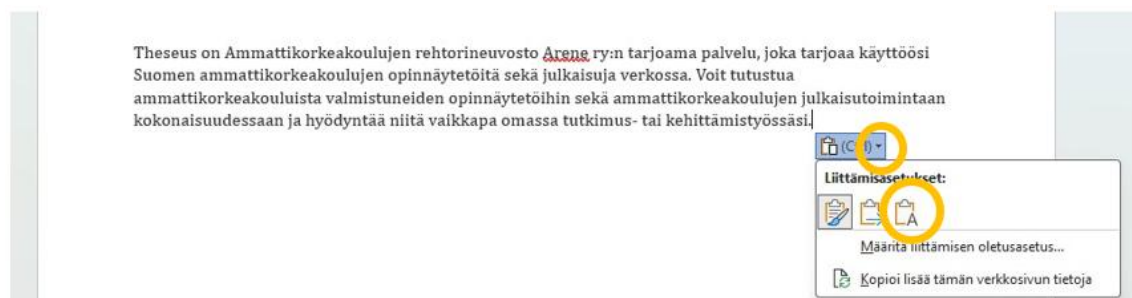 Theseus on Ammattikorkeakoulujen rehtorineuvosto Arene ry:n tarjoama palvelu, joka tarjoaa käyttöösi
Suomen ammattikorkeakoulujen opinnäytetöitä sekä julkaisuja verkossa. Voit tutustua
ammattikorkeakouluista valmistuneiden opinnäytetöihin sekä ammattikorkeakoulujen julkaisutoimintaan
kokonaisuudessaan ja hyödyntää niitä vaikkapa omassa tutkimus- tai kehittämistyössäsi.
(Ctrl)
Liittämisasetukset:
A
Määritä liittämisen oletusasetus...
Kopioi lisää tämän verkkosivun tietoja